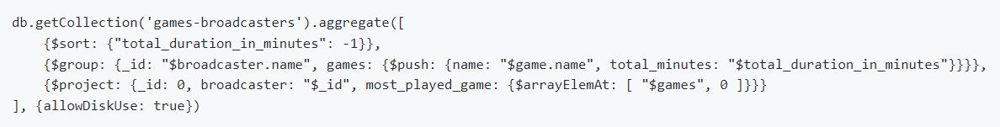 db.getCollection('games-broadcasters').aggregate([
    {$sort: {"total_duration_in_minutes": -1}},
    {$group: {_id: "$broadcaster.name", games: {$push: {name: "$game.name", total_minutes: "$total_duration_in_minutes"}}}},
    {$project: {_id: 0, broadcaster: "$_id", most_played_game: {$arrayElemAt: [ "$games", 0 ]}}}
], {allowDiskUse: true})